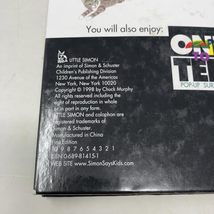 You will also enjoy:
ONE
TE
POP-UP SUR
LITTLE SIMON
An imprint of Simon & Schuster
Children's Publishing Division
1230 Avenue of the Americas
New York, New York 10020
Copyright © 1998 by Chuck Murphy
All rights reserved including the
right of reproduction in whole
or in part in any form.
LITTLE SIMON and colophon are
registered trademarks of
Simon & Schuster.
Manufactured in China
First Edition
10 9 8 7 6 5 4 3 2 1
ISBN 0-689-81415-1
WEB SITE www.SimonSaysKids.com